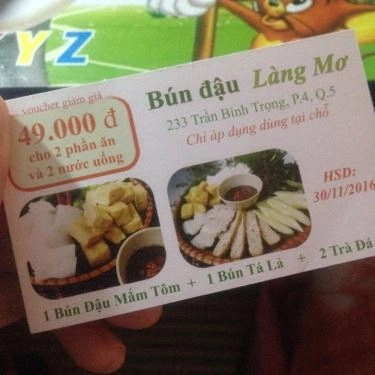 Y Z
voucher giảm giá
49.000 đ
cho 2 phần ăn
và 2 nước uống
Bún đậu Làng Mơ
233 Trần Bình Trọng, P.4, Q.5
Chỉ áp dụng dùng tại chỗ
HSD:
30/11/2016
1 Bún Đậu Mắm Tôm + 1 Bún Tá Lả + 2 Trà Đá